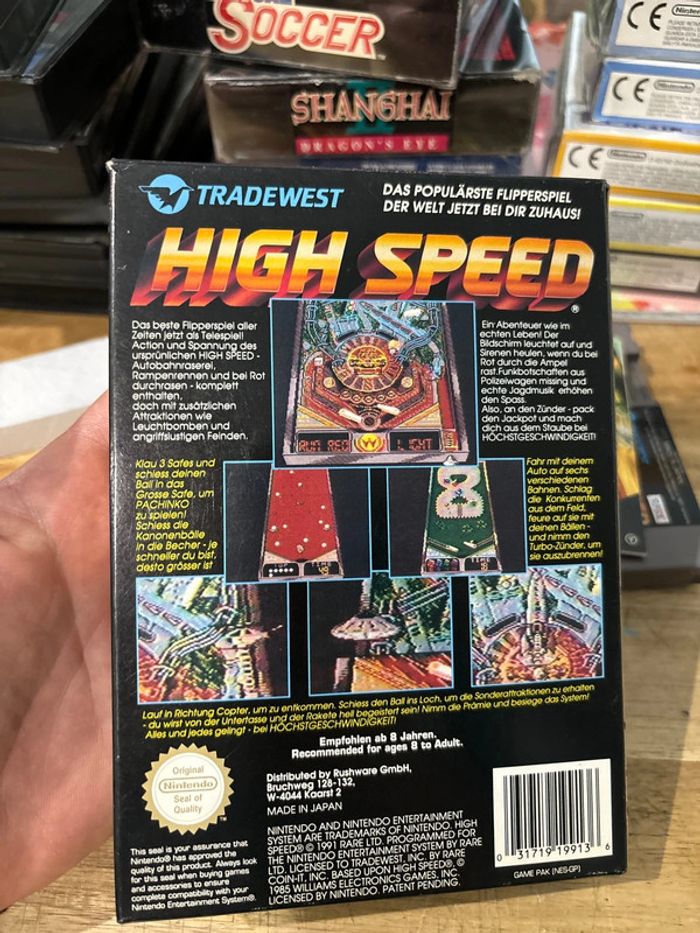 SOCCER
SHANGHAI
II
DRAGON'S EYE
CE
CE
CE
TRADEWEST
DAS POPULÄRSTE FLIPPERSPIEL
DER WELT JETZT BEI DIR ZUHAUS!
HIGH SPEED®
Das beste Flipperspiel aller
Zeiten jetzt als Telespiel!
Action und Spannung des
ursprünlichen HIGH SPEED -
Autobahnraserei,
Rampenrennen und bei Rot
durchrasen - komplett
enthalten,
doch mit zusätzlichen
Attraktionen wie
Leuchtbomben und
angriffslustigen Feinden.
Ein Abenteuer wie im
echten Leben! Der
Bildschirm leuchtet auf und
Sirenen heulen, wenn du bei
Rot durch die Ampel
rast.Funkbotschaften aus
Polizeiwagen missing und
echte Jagdmusik erhöhen
den Spass.
Also, an den Zünder - pack
den Jackpot und mach
dich aus dem Staube bei
HÖCHSTGESCHWINDIGKEIT!
RUN RED
LIGHT
Klau 3 Safes und
schiess deinen
Ball in das
Grosse Safe, um
PACHINKO
zu spielen!
Schiess die
Kanonenbälle
in die Becher - je
schneller du bist,
desto grösser ist
Fahr mit deinem
Auto auf sechs
verschiedenen
Bahnen. Schlag
die Konkurrenten
aus dem Feld,
feure auf sie mit
deinen Bällen -
und nimm den
Turbo-Zünder, um
sie auszubrennen!
Lauf in Richtung Copter, um zu entkommen. Schiess den Ball ins Loch, um die Sonderattraktionen zu erhalten
- du wirst von der Untertasse und der Rakete hell begeistert sein! Nimm die Prämie und besiege das System!
Alles und jedes gelingt - bei HÖCHSTGESCHWINDIGKEIT!
Empfohlen ab 8 Jahren.
Recommended for ages 8 to Adult.
Original
Nintendo
Seal of
Quality
TM
Distributed by Rushware GmbH,
Bruchweg 128-132,
W-4044 Kaarst 2
MADE IN JAPAN
This seal is your assurance that
Nintendo® has approved the
quality of this product. Always look
for this seal when buying games
and accessories to ensure
complete compatibility with your
Nintendo Entertainment System®.
NINTENDO AND NINTENDO ENTERTAINMENT
SYSTEM ARE TRADEMARKS OF NINTENDO. HIGH
SPEED® © 1991 RARE LTD. PROGRAMMED FOR
THE NINTENDO ENTERTAINMENT SYSTEM BY RARE
LTD. LICENSED TO TRADEWEST, INC. BY RARE
COIN-IT, INC. BASED UPON HIGH SPEED®, ©
1985 WILLIAMS ELECTRONICS GAMES, INC.
LICENSED BY NINTENDO. PATENT PENDING.
0 31719 19913 6
GAME PAK (NES-GP)